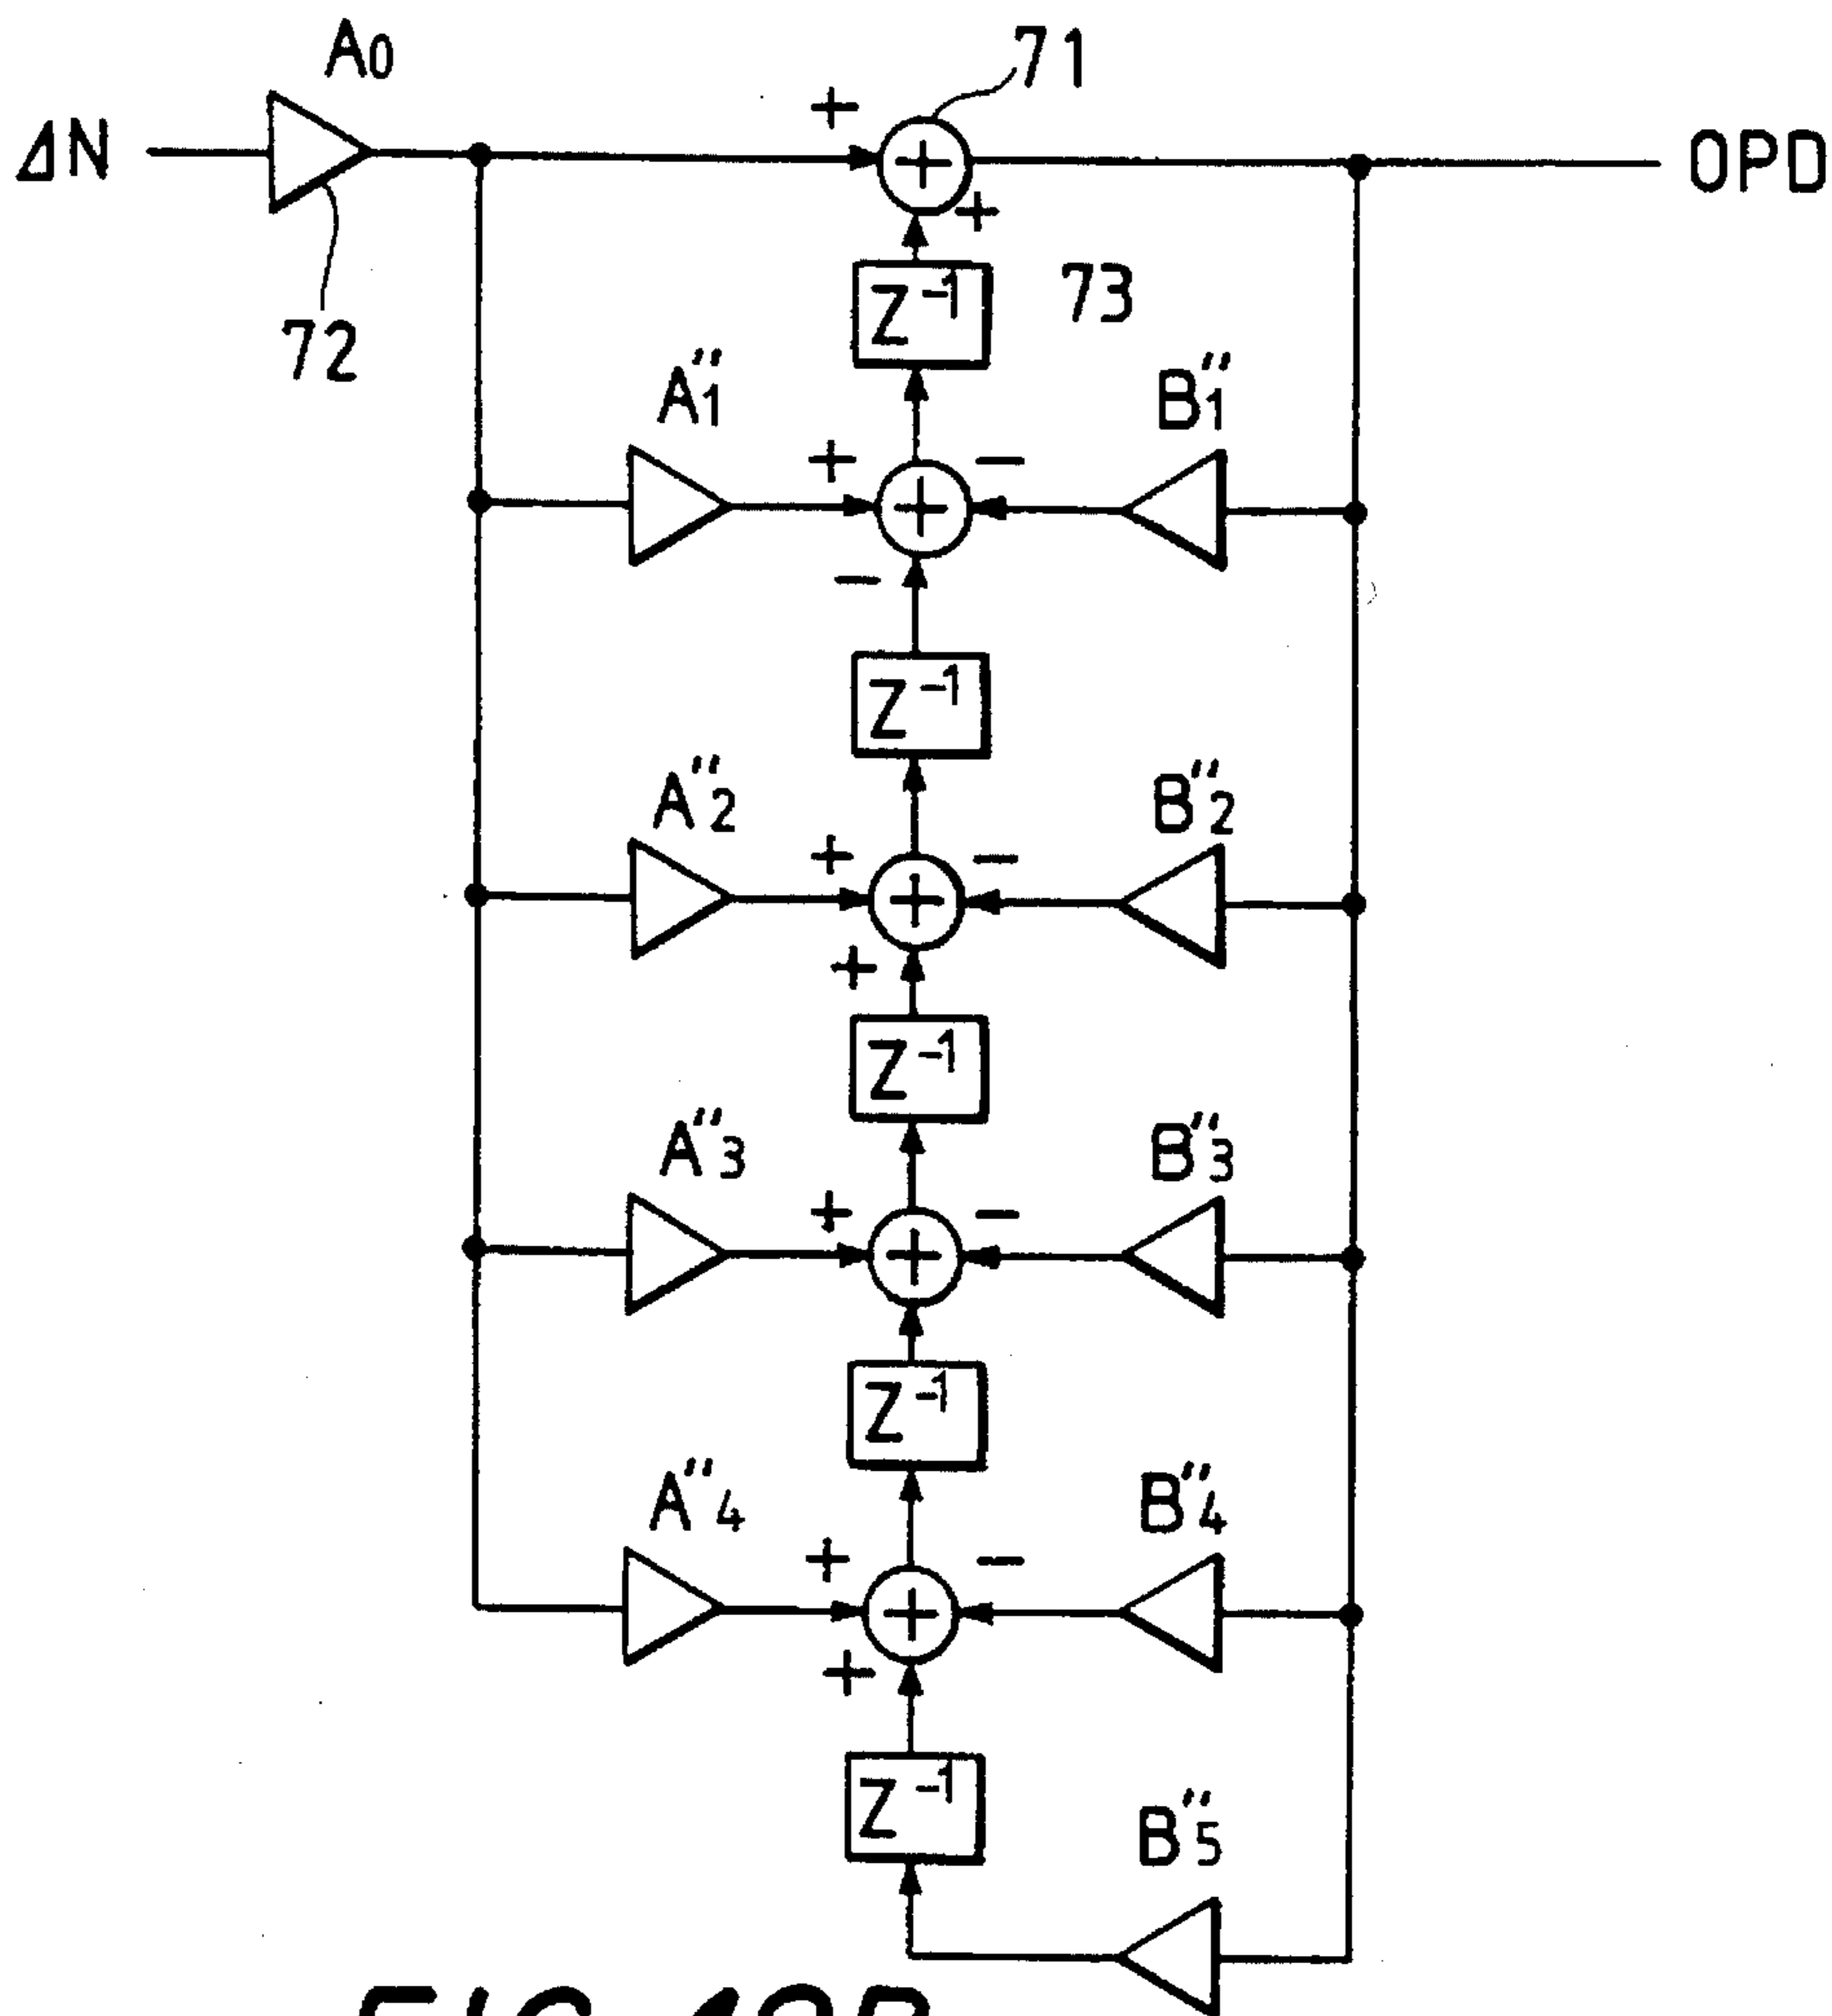 A0
71
+
ΔN
OPD
+
+
72
Z⁻¹
73
A"1
B"1
+
−
+
−
Z⁻¹
A"2
B"2
+
−
+
+
Z⁻¹
A"3
B"3
+
−
+
Z⁻¹
A"4
B"4
+
−
+
+
Z⁻¹
B"5